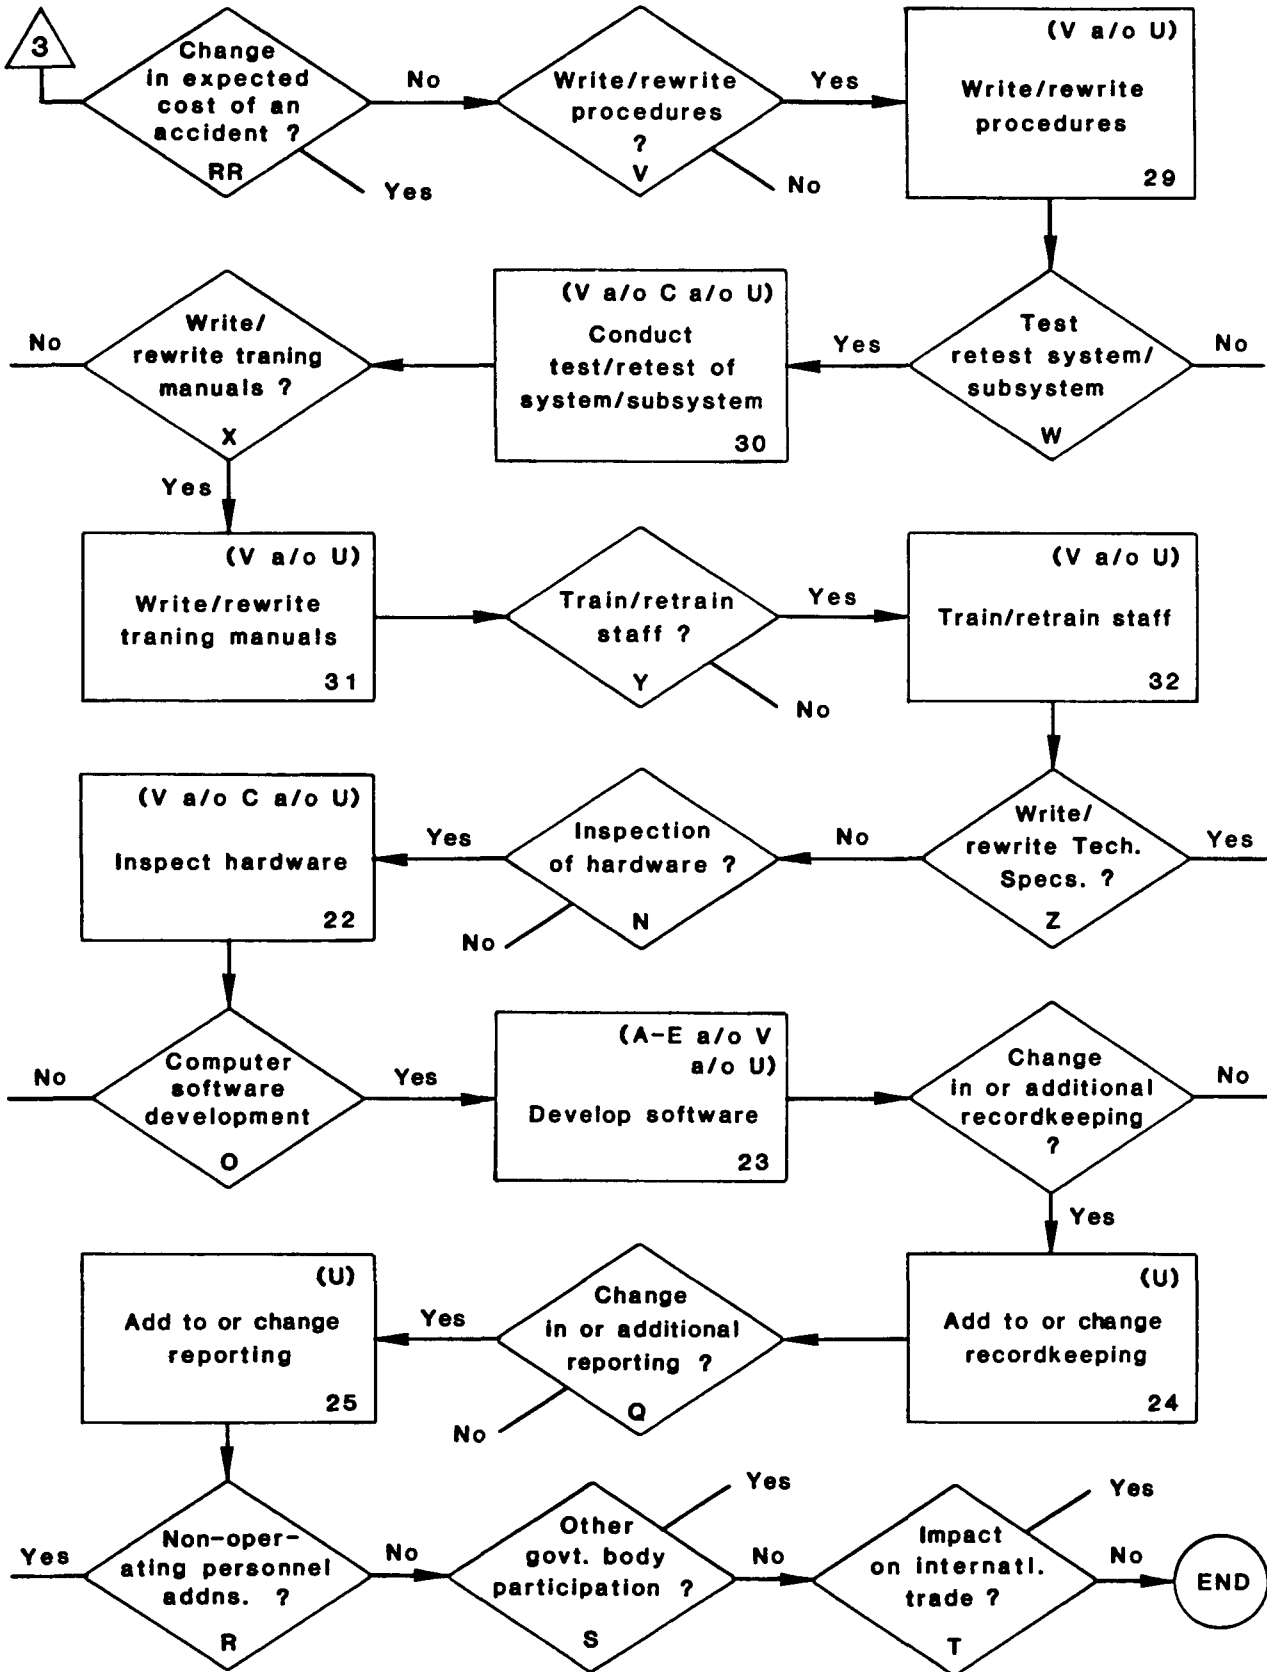 3
Change
in expected
cost of an
accident ?
RR
No
Yes
Write/rewrite
procedures
?
V
Yes
No
(V a/o U)
Write/rewrite
procedures
29
No
Write/
rewrite traning
manuals ?
X
Yes
(V a/o C a/o U)
Conduct
test/retest of
system/subsystem
30
Yes
Test
retest system/
subsystem
W
No
(V a/o U)
Write/rewrite
traning manuals
31
Train/retrain
staff ?
Y
Yes
No
(V a/o U)
Train/retrain staff
32
(V a/o C a/o U)
Inspect hardware
22
Yes
Inspection
of hardware ?
N
No
No
Write/
rewrite Tech.
Specs. ?
Z
Yes
No
Computer
software
development
O
Yes
(A-E a/o V
a/o U)
Develop software
23
Change
in or additional
recordkeeping
?
No
Yes
(U)
Add to or change
reporting
25
Yes
Change
in or additional
reporting ?
Q
No
(U)
Add to or change
recordkeeping
24
Yes
Non-oper-
ating personnel
addns. ?
R
No
Other
govt. body
participation ?
S
Yes
No
Impact
on internatl.
trade ?
T
Yes
No
END